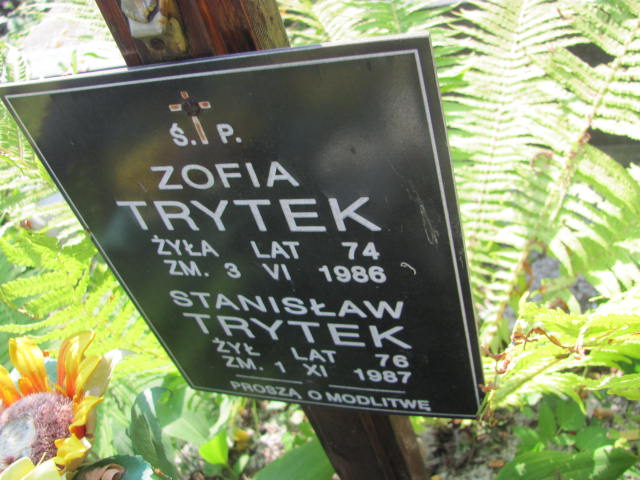 Ś. P.
ZOFIA
TRYTEK
ŻYŁA LAT 74
ZM. 3 VI 1986
STANISŁAW
TRYTEK
ŻYŁ LAT 76
ZM. 1 XI 1987
PROSZĄ O MODLITWĘ